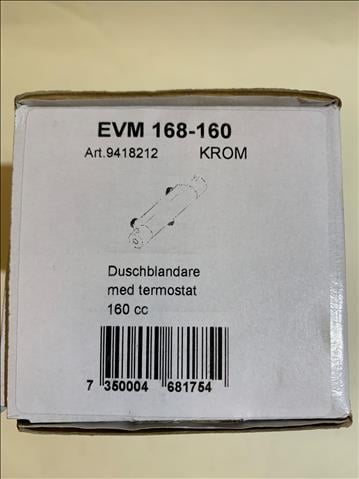 EVM 168-160
Art.9418212 KROM
Duschblandare
med termostat
160 cc
7 350004 681754